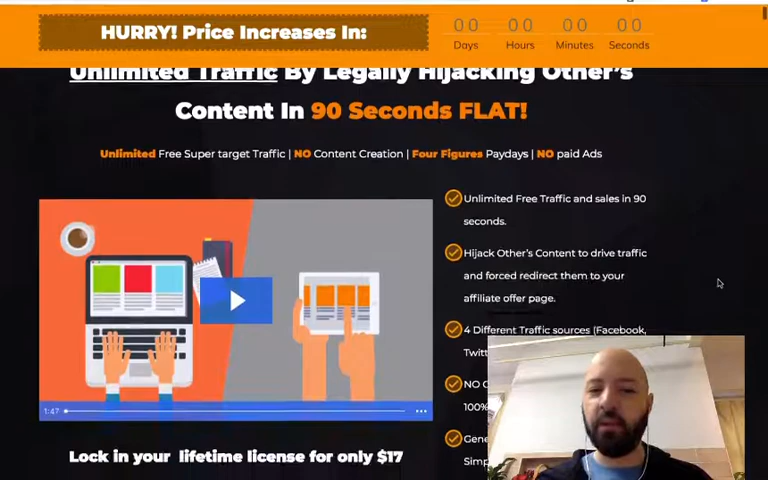 HURRY! Price Increases In:
00 00 00 00
Days Hours Minutes Seconds
Unlimited Traffic By Legally Hijacking Other's
Content In 90 Seconds FLAT!
Unlimited Free Super target Traffic | NO Content Creation | Four Figures Paydays | NO paid Ads
Unlimited Free Traffic and sales in 90
seconds.
Hijack Other's Content to drive traffic
and forced redirect them to your
affiliate offer page.
4 Different Traffic sources (Facebook,
NO
100%
1:47
Lock in your lifetime license for only $17